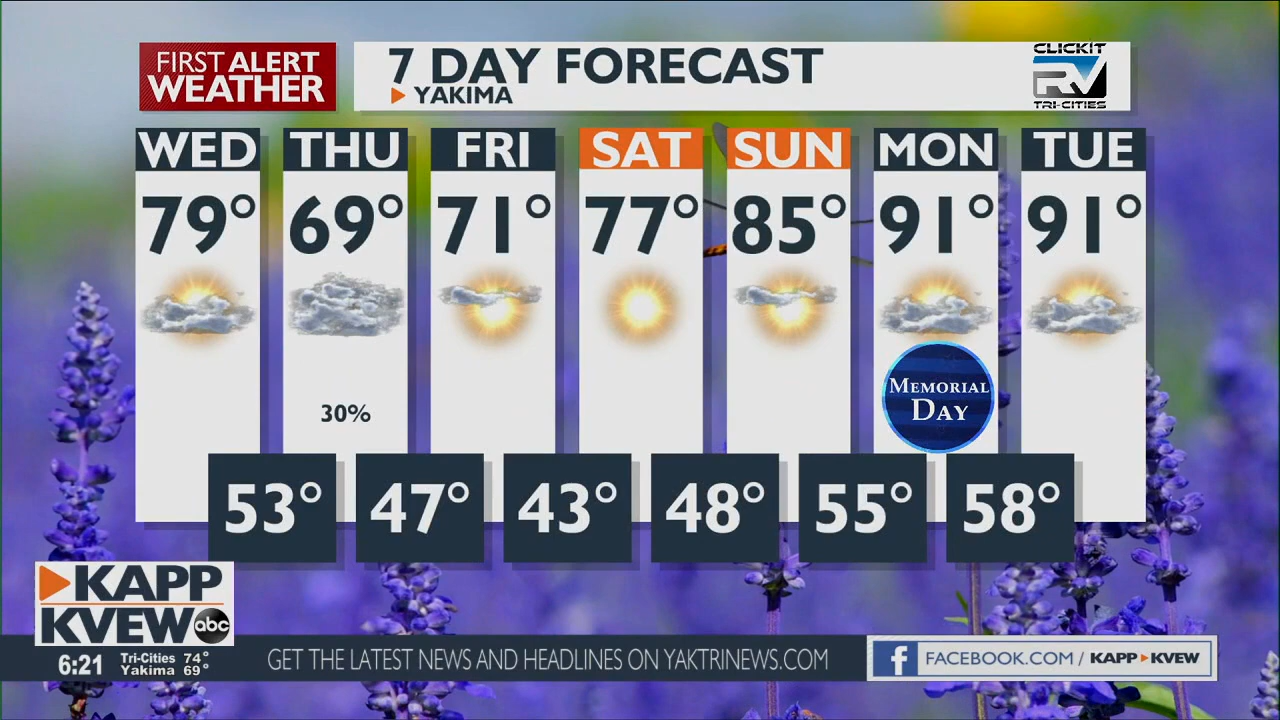 FIRST ALERT
WEATHER
7 DAY FORECAST
YAKIMA
CLICKIT
RV
TRI-CITIES
WED THU FRI SAT SUN MON TUE
79° 69° 71° 77° 85° 91° 91°
MEMORIAL
DAY
30%
53° 47° 43° 48° 55° 58°
KAPP
KVEW abc
6:21
Tri-Cities 74°
Yakima 69°
GET THE LATEST NEWS AND HEADLINES ON YAKTRINEWS.COM
f FACEBOOK.COM / KAPP KVEW